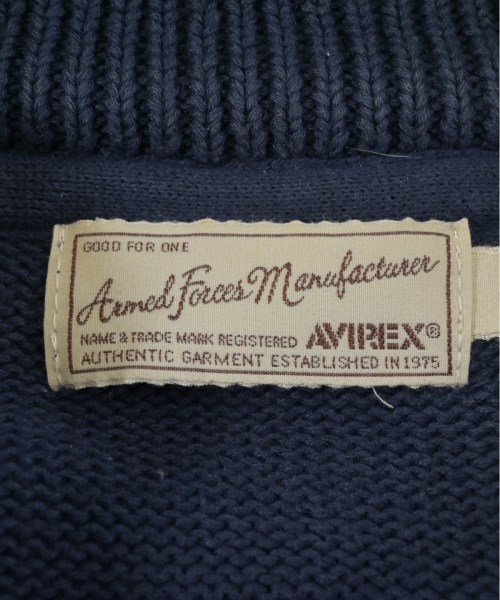 GOOD FOR ONE
Armed Forces Manufacturer
NAME & TRADE MARK REGISTERED AVIREX®
AUTHENTIC GARMENT ESTABLISHED IN 1975